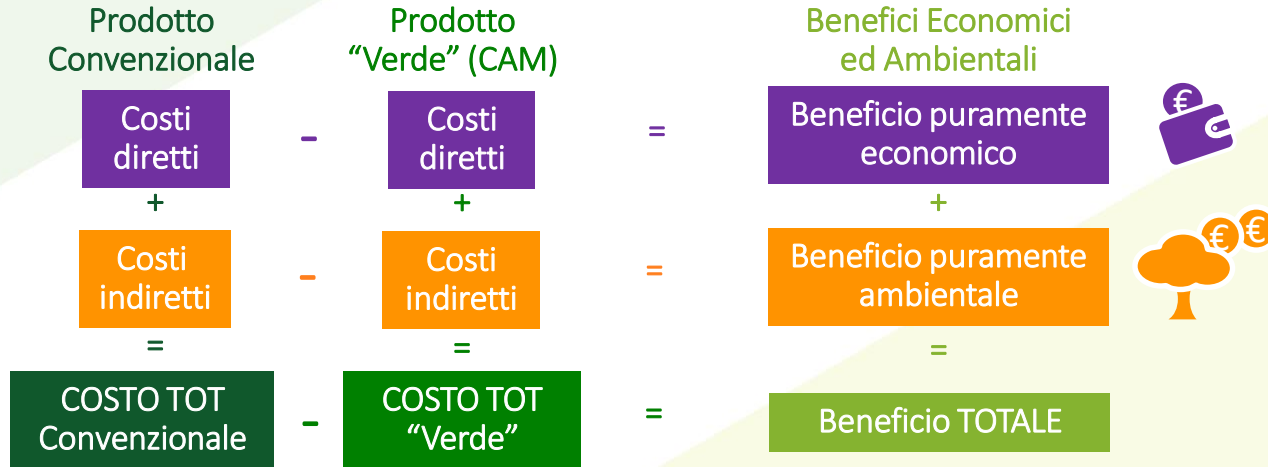 Prodotto
Convenzionale
Prodotto
“Verde” (CAM)
Benefici Economici
ed Ambientali
Costi
diretti
-
Costi
diretti
=
Beneficio puramente
economico
€
+
+
+
Costi
indiretti
-
Costi
indiretti
=
Beneficio puramente
ambientale
€ €
=
=
=
COSTO TOT
Convenzionale
-
COSTO TOT
“Verde”
=
Beneficio TOTALE